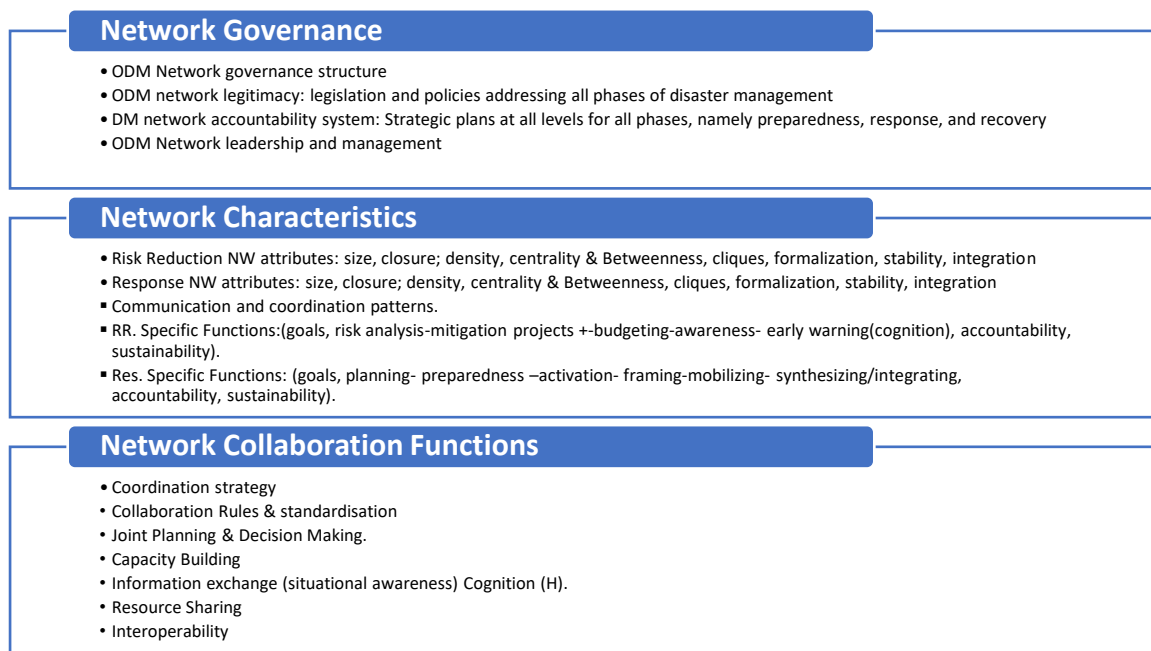 Network Governance
• ODM Network governance structure
• ODM network legitimacy: legislation and policies addressing all phases of disaster management
• DM network accountability system: Strategic plans at all levels for all phases, namely preparedness, response, and recovery
• ODM Network leadership and management
Network Characteristics
• Risk Reduction NW attributes: size, closure; density, centrality & Betweenness, cliques, formalization, stability, integration
• Response NW attributes: size, closure; density, centrality & Betweenness, cliques, formalization, stability, integration
▪ Communication and coordination patterns.
▪ RR. Specific Functions:(goals, risk analysis-mitigation projects +-budgeting-awareness- early warning(cognition), accountability,
sustainability).
▪ Res. Specific Functions: (goals, planning- preparedness –activation- framing-mobilizing- synthesizing/integrating,
accountability, sustainability).
Network Collaboration Functions
• Coordination strategy
• Collaboration Rules & standardisation
• Joint Planning & Decision Making.
• Capacity Building
• Information exchange (situational awareness) Cognition (H).
• Resource Sharing
• Interoperability